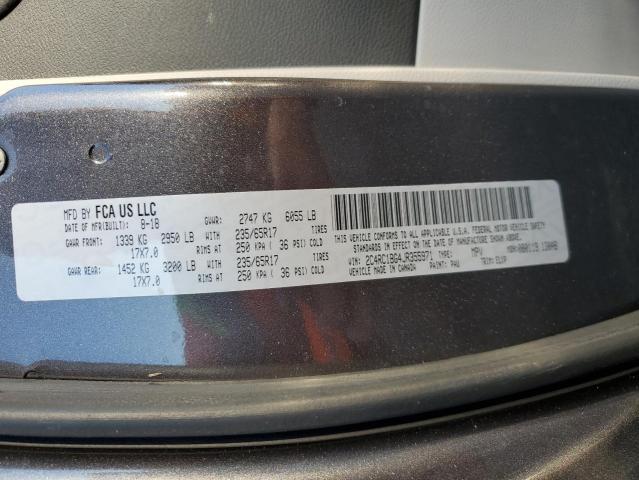 MFD BY FCA US LLC
DATE OF MFR(BUILT): 8-18 GVWR: 2747 KG 6055 LB
GAWR FRONT: 1339 KG 2950 LB WITH 235/65R17 TIRES
17X7.0 RIMS AT 250 KPA ( 36 PSI) COLD
GAWR REAR: 1452 KG 3200 LB WITH 235/65R17 TIRES
17X7.0 RIMS AT 250 KPA ( 36 PSI) COLD
THIS VEHICLE CONFORMS TO ALL APPLICABLE U.S.A. FEDERAL MOTOR VEHICLE SAFETY
STANDARDS IN EFFECT ON THE DATE OF MANUFACTURE SHOWN ABOVE.
VIN: TYPE: MPV
VEHICLE MADE IN CANADA PAINT: PAU TRIM: